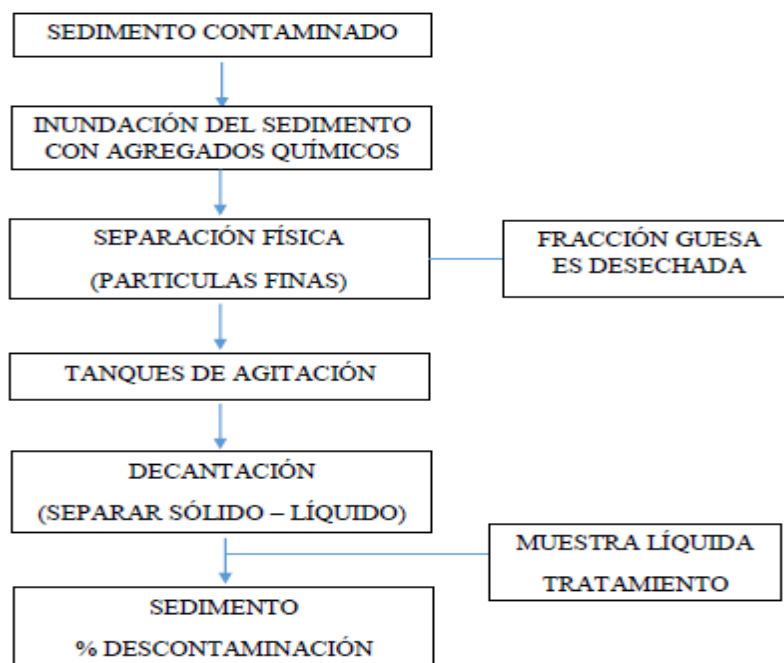 SEDIMENTO CONTAMINADO
INUNDACIÓN DEL SEDIMENTO
CON AGREGADOS QUÍMICOS
SEPARACIÓN FÍSICA
(PARTICULAS FINAS)
FRACCIÓN GUESA
ES DESECHADA
TANQUES DE AGITACIÓN
DECANTACIÓN
(SEPARAR SÓLIDO – LÍQUIDO)
MUESTRA LÍQUIDA
TRATAMIENTO
SEDIMENTO
% DESCONTAMINACIÓN